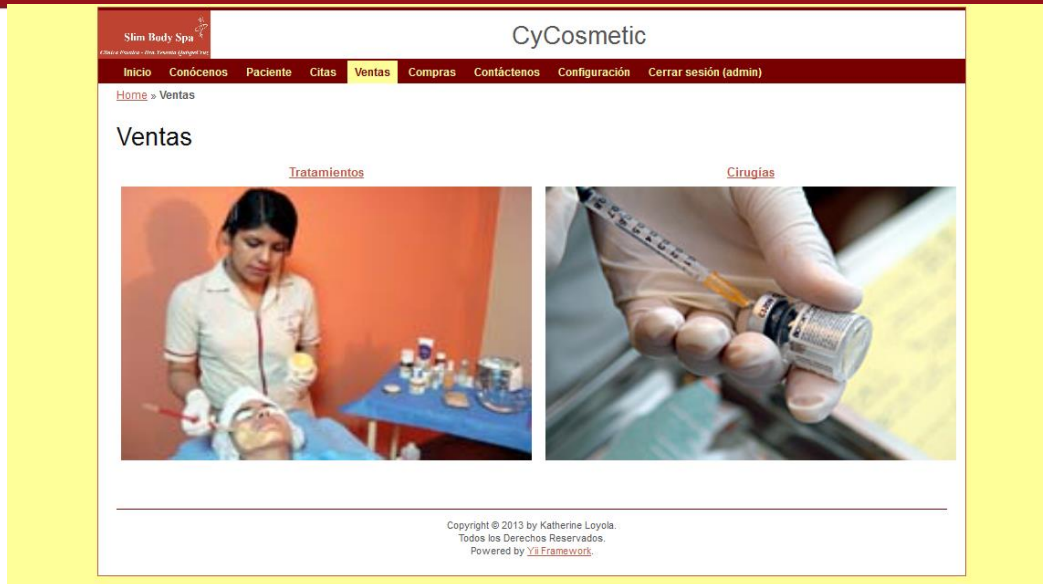 Slim Body Spa
CyCosmetic
Inicio Conócenos Paciente Citas Ventas Compras Contáctenos Configuración Cerrar sesión (admin)
Home » Ventas
Ventas
Tratamientos Cirugías
Copyright © 2013 by Katherine Loyola.
Todos los Derechos Reservados.
Powered by Yii Framework.